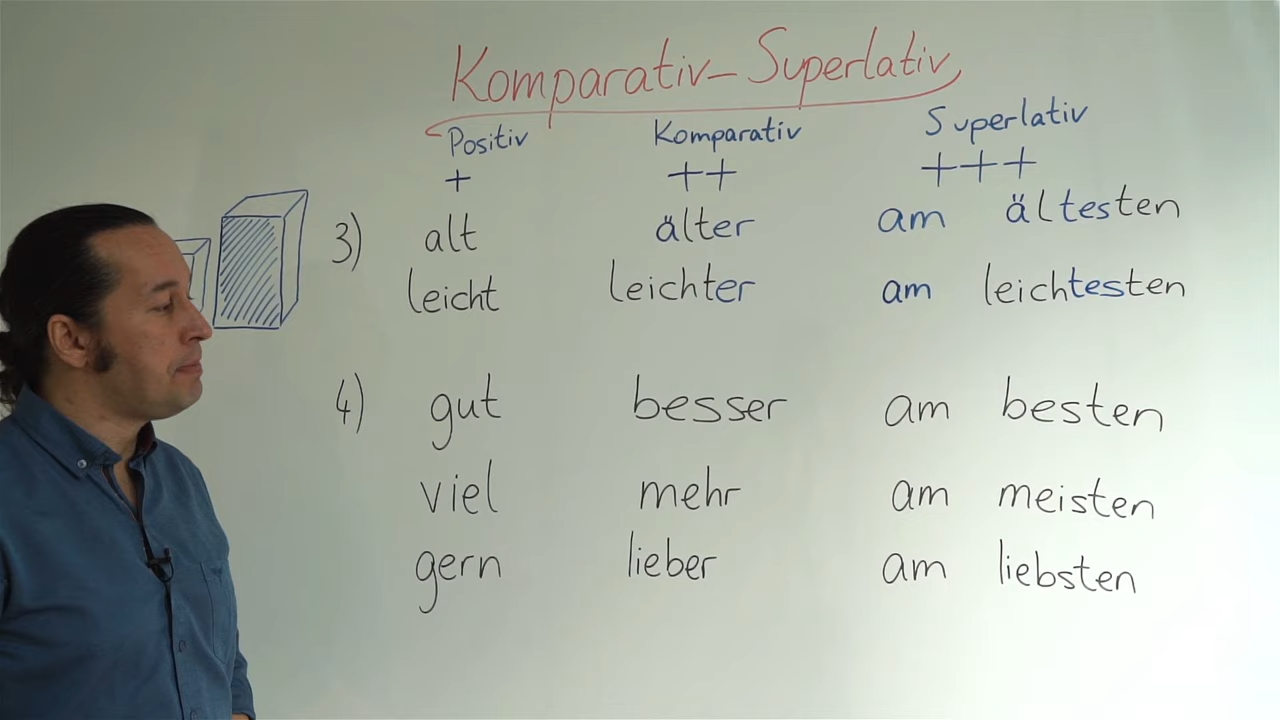 Komparativ-Superlativ
Positiv Komparativ Superlativ
+ ++ +++
3) alt älter am ältesten
leicht leichter am leichtesten
4) gut besser am besten
viel mehr am meisten
gern lieber am liebsten